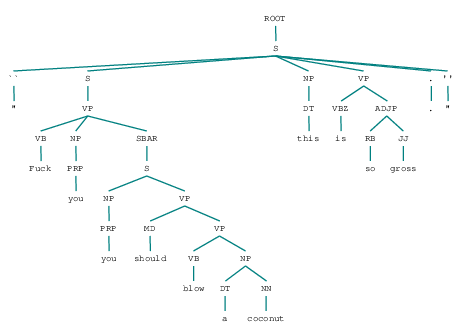 ROOT
S
`` S NP VP . ''
" VP DT VBZ ADJP . "
VB NP SBAR this is RB JJ
Fuck PRP S so gross
you NP VP
PRP MD VP
you should VB NP
blow DT NN
a coconut